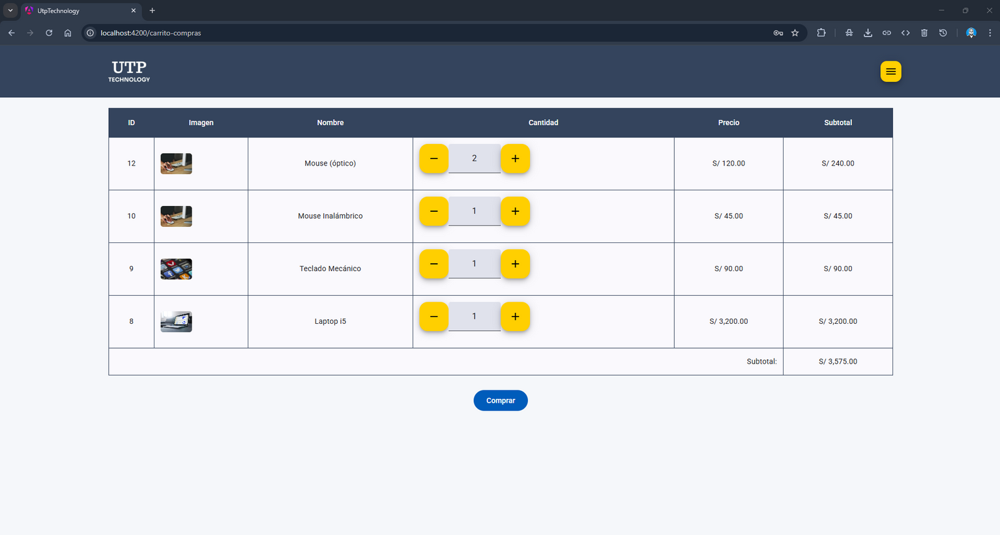 UtpTechnology
localhost:4200/carrito-compras
UTP
TECHNOLOGY
ID Imagen Nombre Cantidad Precio Subtotal
12 Mouse (óptico) 2 S/ 120.00 S/ 240.00
10 Mouse Inalámbrico 1 S/ 45.00 S/ 45.00
9 Teclado Mecánico 1 S/ 90.00 S/ 90.00
8 Laptop i5 1 S/ 3,200.00 S/ 3,200.00
Subtotal: S/ 3,575.00
Comprar